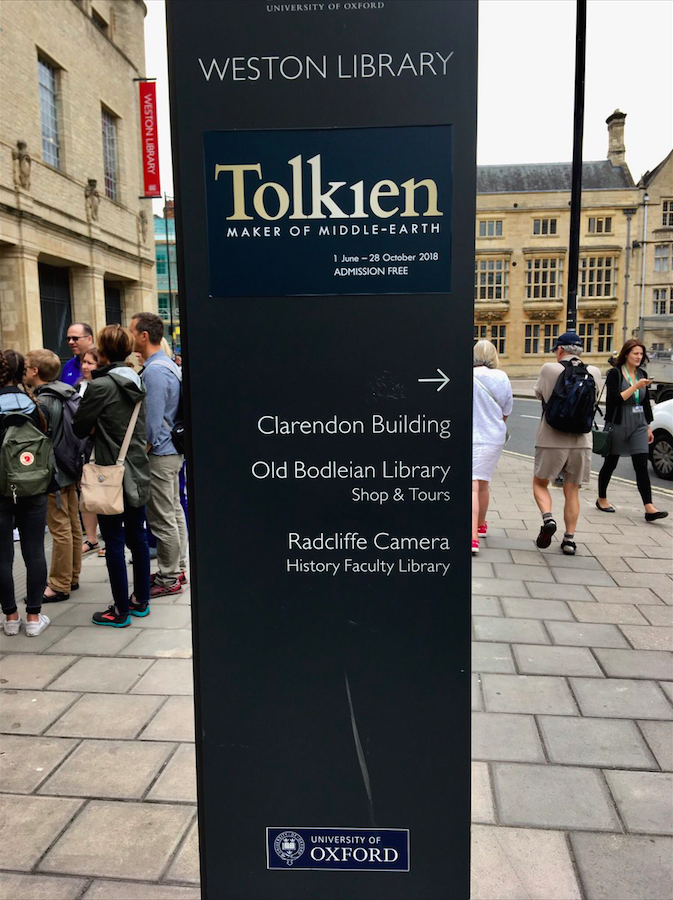 UNIVERSITY OF OXFORD
WESTON LIBRARY
WESTON LIBRARY
Tolkien
MAKER OF MIDDLE-EARTH
1 June – 28 October 2018
ADMISSION FREE
→
Clarendon Building
Old Bodleian Library
Shop & Tours
Radcliffe Camera
History Faculty Library
UNIVERSITY OF
OXFORD